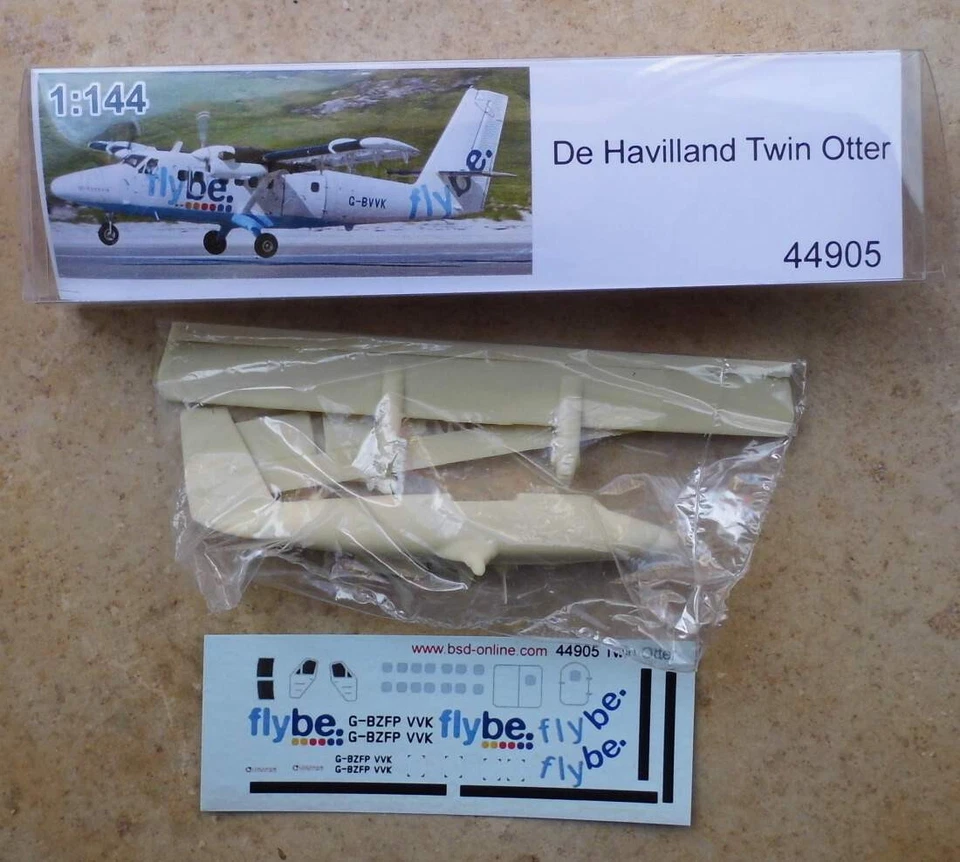 1:144
De Havilland Twin Otter
44905
flybe.
G-BVVK
flybe.
www.bsd-online.com 44905 Twin Otter
flybe. G-BZFP VVK flybe. flybe.
G-BZFP VVK
flybe.
G-BZFP VVK
G-BZFP VVK